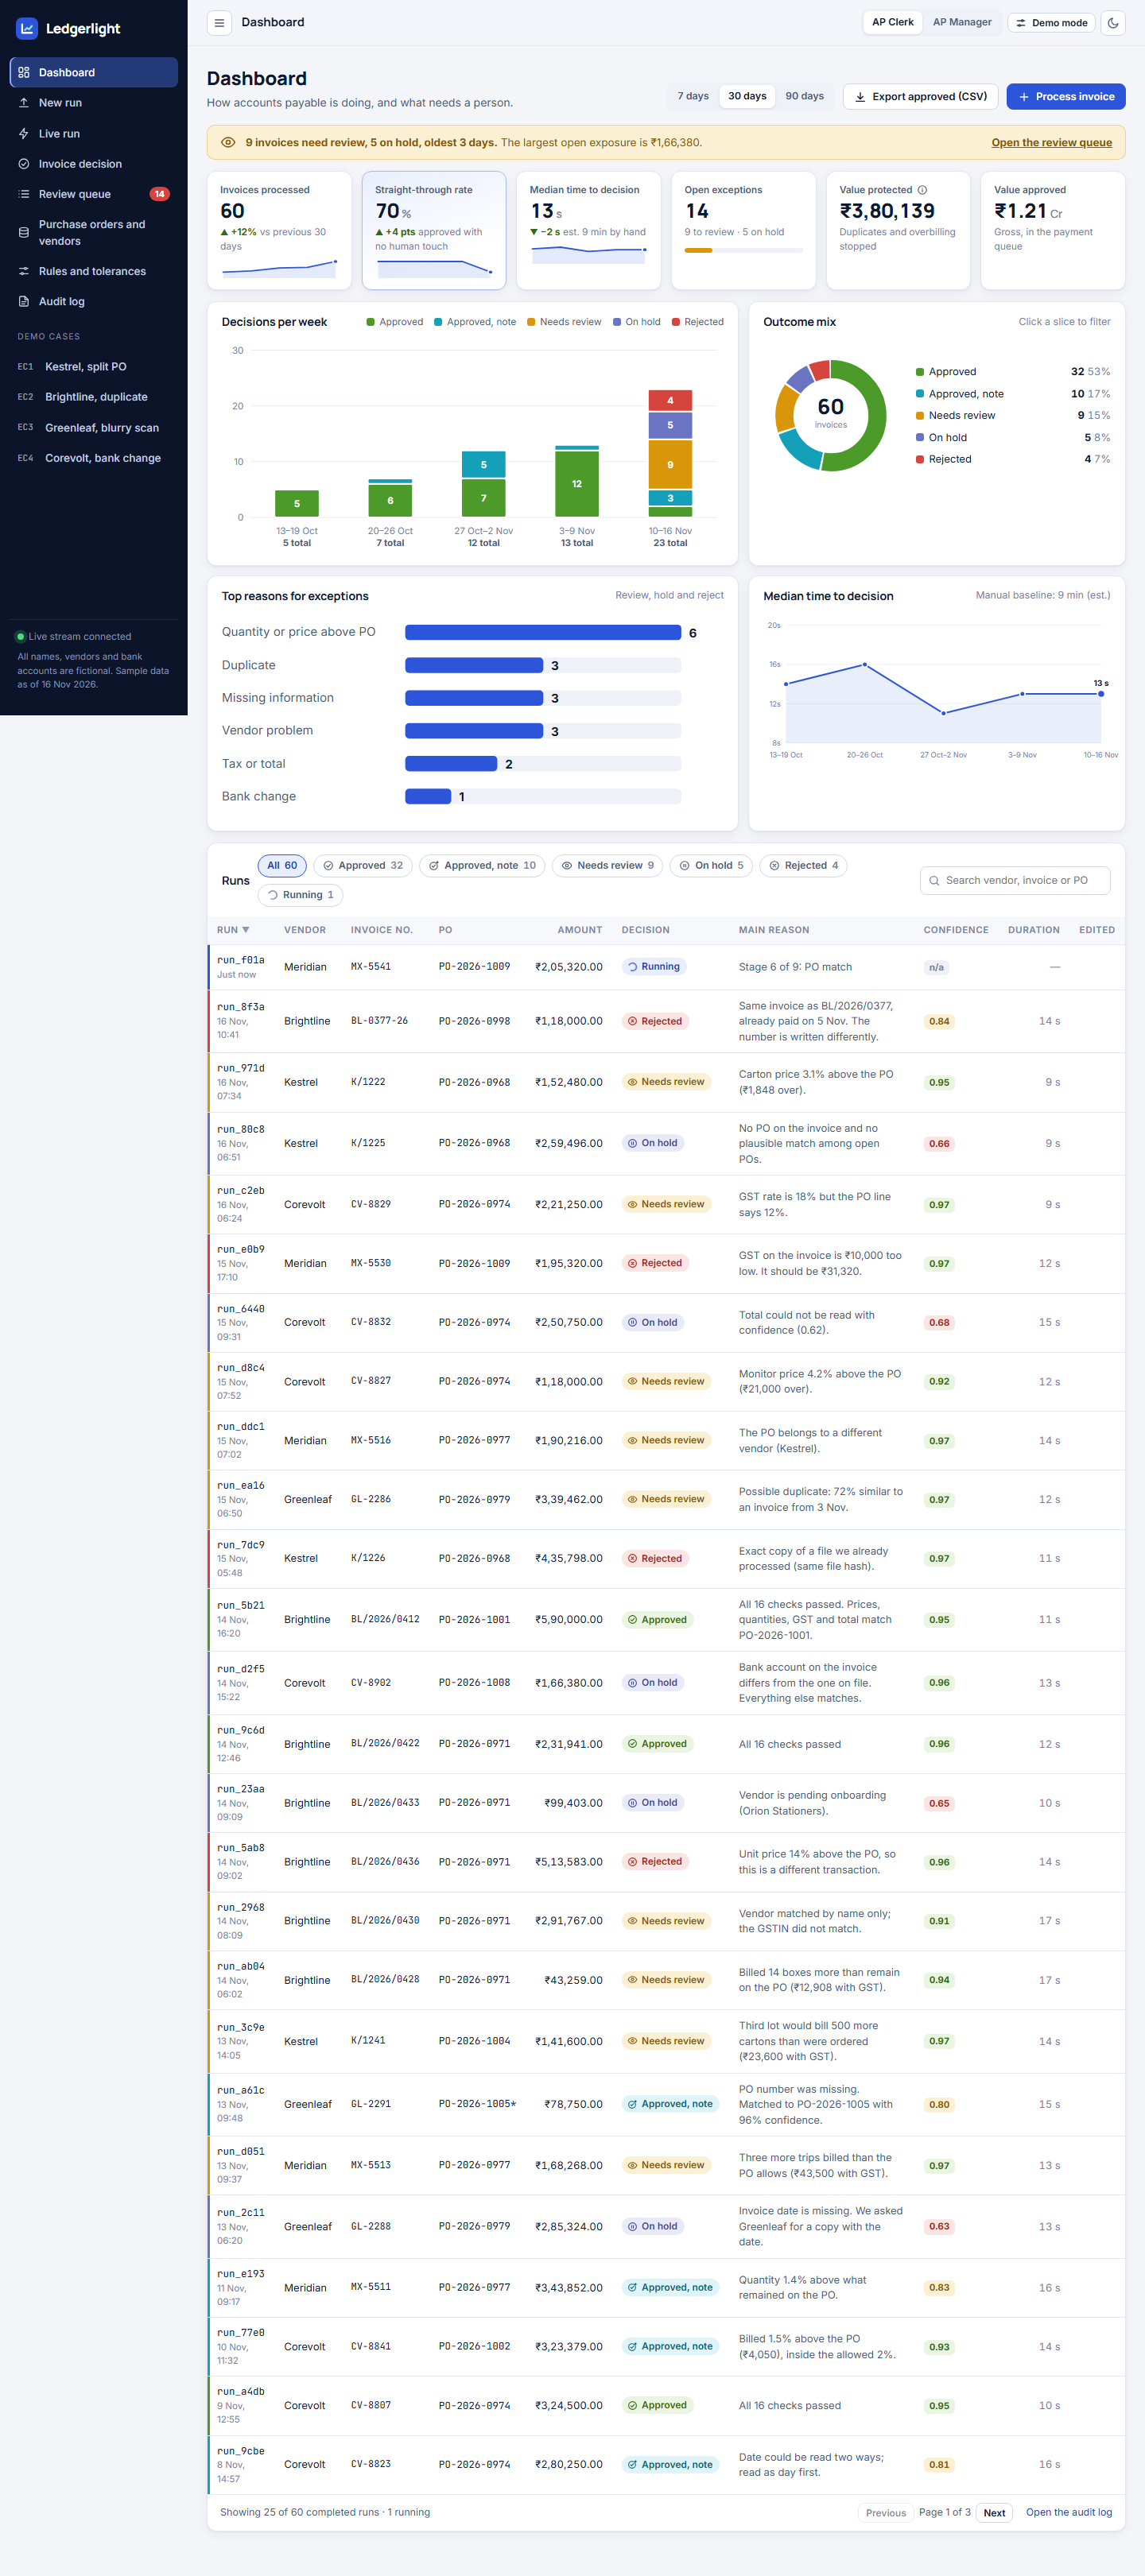 Ledgerlight
Dashboard
New run
Live run
Invoice decision
Review queue 14
Purchase orders and
vendors
Rules and tolerances
Audit log
DEMO CASES
EC1 Kestrel, split PO
EC2 Brightline, duplicate
EC3 Greenleaf, blurry scan
EC4 Corevolt, bank change
Live stream connected
All names, vendors and bank
accounts are fictional. Sample data
as of 16 Nov 2026.
Dashboard
AP Clerk AP Manager Demo mode
Dashboard
How accounts payable is doing, and what needs a person.
7 days 30 days 90 days Export approved (CSV) Process invoice
9 invoices need review, 5 on hold, oldest 3 days. The largest open exposure is ₹1,66,380. Open the review queue
Invoices processed
60
▲ +12% vs previous 30
days
Straight-through rate
70 %
▲ +4 pts approved with
no human touch
Median time to decision
13 s
▼ −2 s est. 9 min by hand
Open exceptions
14
9 to review · 5 on hold
Value protected
₹3,80,139
Duplicates and overbilling
stopped
Value approved
₹1.21 Cr
Gross, in the payment
queue
Decisions per week
Approved Approved, note Needs review On hold Rejected
30
20
10
0
5
6
5
7
12
4
5
9
3
13–19 Oct 20–26 Oct 27 Oct–2 Nov 3–9 Nov 10–16 Nov
5 total 7 total 12 total 13 total 23 total
Outcome mix Click a slice to filter
60
invoices
Approved 32 53%
Approved, note 10 17%
Needs review 9 15%
On hold 5 8%
Rejected 4 7%
Top reasons for exceptions Review, hold and reject
Quantity or price above PO 6
Duplicate 3
Missing information 3
Vendor problem 3
Tax or total 2
Bank change 1
Median time to decision Manual baseline: 9 min (est.)
20s
16s
12s
8s
13 s
13–19 Oct 20–26 Oct 27 Oct–2 Nov 3–9 Nov 10–16 Nov
Runs
All 60 Approved 32 Approved, note 10 Needs review 9 On hold 5 Rejected 4
Running 1
Search vendor, invoice or PO
RUN ▼ VENDOR INVOICE NO. PO AMOUNT DECISION MAIN REASON CONFIDENCE DURATION EDITED
run_f01a
Just now
Meridian MX-5541 PO-2026-1009 ₹2,05,320.00 Running Stage 6 of 9: PO match n/a —
run_8f3a
16 Nov,
10:41
Brightline BL-0377-26 PO-2026-0998 ₹1,18,000.00 Rejected
Same invoice as BL/2026/0377,
already paid on 5 Nov. The
number is written differently.
0.84 14 s
run_971d
16 Nov,
07:34
Kestrel K/1222 PO-2026-0968 ₹1,52,480.00 Needs review
Carton price 3.1% above the PO
(₹1,848 over).
0.95 9 s
run_80c8
16 Nov,
06:51
Kestrel K/1225 PO-2026-0968 ₹2,59,496.00 On hold
No PO on the invoice and no
plausible match among open
POs.
0.66 9 s
run_c2eb
16 Nov,
06:24
Corevolt CV-8829 PO-2026-0974 ₹2,21,250.00 Needs review
GST rate is 18% but the PO line
says 12%.
0.97 9 s
run_e0b9
15 Nov,
17:10
Meridian MX-5530 PO-2026-1009 ₹1,95,320.00 Rejected
GST on the invoice is ₹10,000 too
low. It should be ₹31,320.
0.97 12 s
run_6440
15 Nov,
09:31
Corevolt CV-8832 PO-2026-0974 ₹2,50,750.00 On hold
Total could not be read with
confidence (0.62).
0.68 15 s
run_d8c4
15 Nov,
07:52
Corevolt CV-8827 PO-2026-0974 ₹1,18,000.00 Needs review
Monitor price 4.2% above the PO
(₹21,000 over).
0.92 12 s
run_ddc1
15 Nov,
07:02
Meridian MX-5516 PO-2026-0977 ₹1,90,216.00 Needs review
The PO belongs to a different
vendor (Kestrel).
0.97 14 s
run_ea16
15 Nov,
06:50
Greenleaf GL-2286 PO-2026-0979 ₹3,39,462.00 Needs review
Possible duplicate: 72% similar to
an invoice from 3 Nov.
0.97 12 s
run_7dc9
15 Nov,
05:48
Kestrel K/1226 PO-2026-0968 ₹4,35,798.00 Rejected
Exact copy of a file we already
processed (same file hash).
0.97 11 s
run_5b21
14 Nov,
16:20
Brightline BL/2026/0412 PO-2026-1001 ₹5,90,000.00 Approved
All 16 checks passed. Prices,
quantities, GST and total match
PO-2026-1001.
0.95 11 s
run_d2f5
14 Nov,
15:22
Corevolt CV-8902 PO-2026-1008 ₹1,66,380.00 On hold
Bank account on the invoice
differs from the one on file.
Everything else matches.
0.96 13 s
run_9c6d
14 Nov,
12:46
Brightline BL/2026/0422 PO-2026-0971 ₹2,31,941.00 Approved All 16 checks passed 0.96 12 s
run_23aa
14 Nov,
09:09
Brightline BL/2026/0433 PO-2026-0971 ₹99,403.00 On hold
Vendor is pending onboarding
(Orion Stationers).
0.65 10 s
run_5ab8
14 Nov,
09:02
Brightline BL/2026/0436 PO-2026-0971 ₹5,13,583.00 Rejected
Unit price 14% above the PO, so
this is a different transaction.
0.96 14 s
run_2968
14 Nov,
08:09
Brightline BL/2026/0430 PO-2026-0971 ₹2,91,767.00 Needs review
Vendor matched by name only;
the GSTIN did not match.
0.91 17 s
run_ab04
14 Nov,
06:02
Brightline BL/2026/0428 PO-2026-0971 ₹43,259.00 Needs review
Billed 14 boxes more than remain
on the PO (₹12,908 with GST).
0.94 17 s
run_3c9e
13 Nov,
14:05
Kestrel K/1241 PO-2026-1004 ₹1,41,600.00 Needs review
Third lot would bill 500 more
cartons than were ordered
(₹23,600 with GST).
0.97 14 s
run_a61c
13 Nov,
09:48
Greenleaf GL-2291 PO-2026-1005* ₹78,750.00 Approved, note
PO number was missing.
Matched to PO-2026-1005 with
96% confidence.
0.80 15 s
run_d051
13 Nov,
09:37
Meridian MX-5513 PO-2026-0977 ₹1,68,268.00 Needs review
Three more trips billed than the
PO allows (₹43,500 with GST).
0.97 13 s
run_2c11
13 Nov,
06:20
Greenleaf GL-2288 PO-2026-0979 ₹2,85,324.00 On hold
Invoice date is missing. We asked
Greenleaf for a copy with the
date.
0.63 13 s
run_e193
11 Nov,
09:17
Meridian MX-5511 PO-2026-0977 ₹3,43,852.00 Approved, note
Quantity 1.4% above what
remained on the PO.
0.83 16 s
run_77e0
10 Nov,
11:32
Corevolt CV-8841 PO-2026-1002 ₹3,23,379.00 Approved, note
Billed 1.5% above the PO
(₹4,050), inside the allowed 2%.
0.93 14 s
run_a4db
9 Nov,
12:55
Corevolt CV-8807 PO-2026-0974 ₹3,24,500.00 Approved All 16 checks passed 0.95 10 s
run_9cbe
8 Nov,
14:57
Corevolt CV-8823 PO-2026-0974 ₹2,80,250.00 Approved, note
Date could be read two ways;
read as day first.
0.81 16 s
Showing 25 of 60 completed runs · 1 running Previous Page 1 of 3 Next Open the audit log